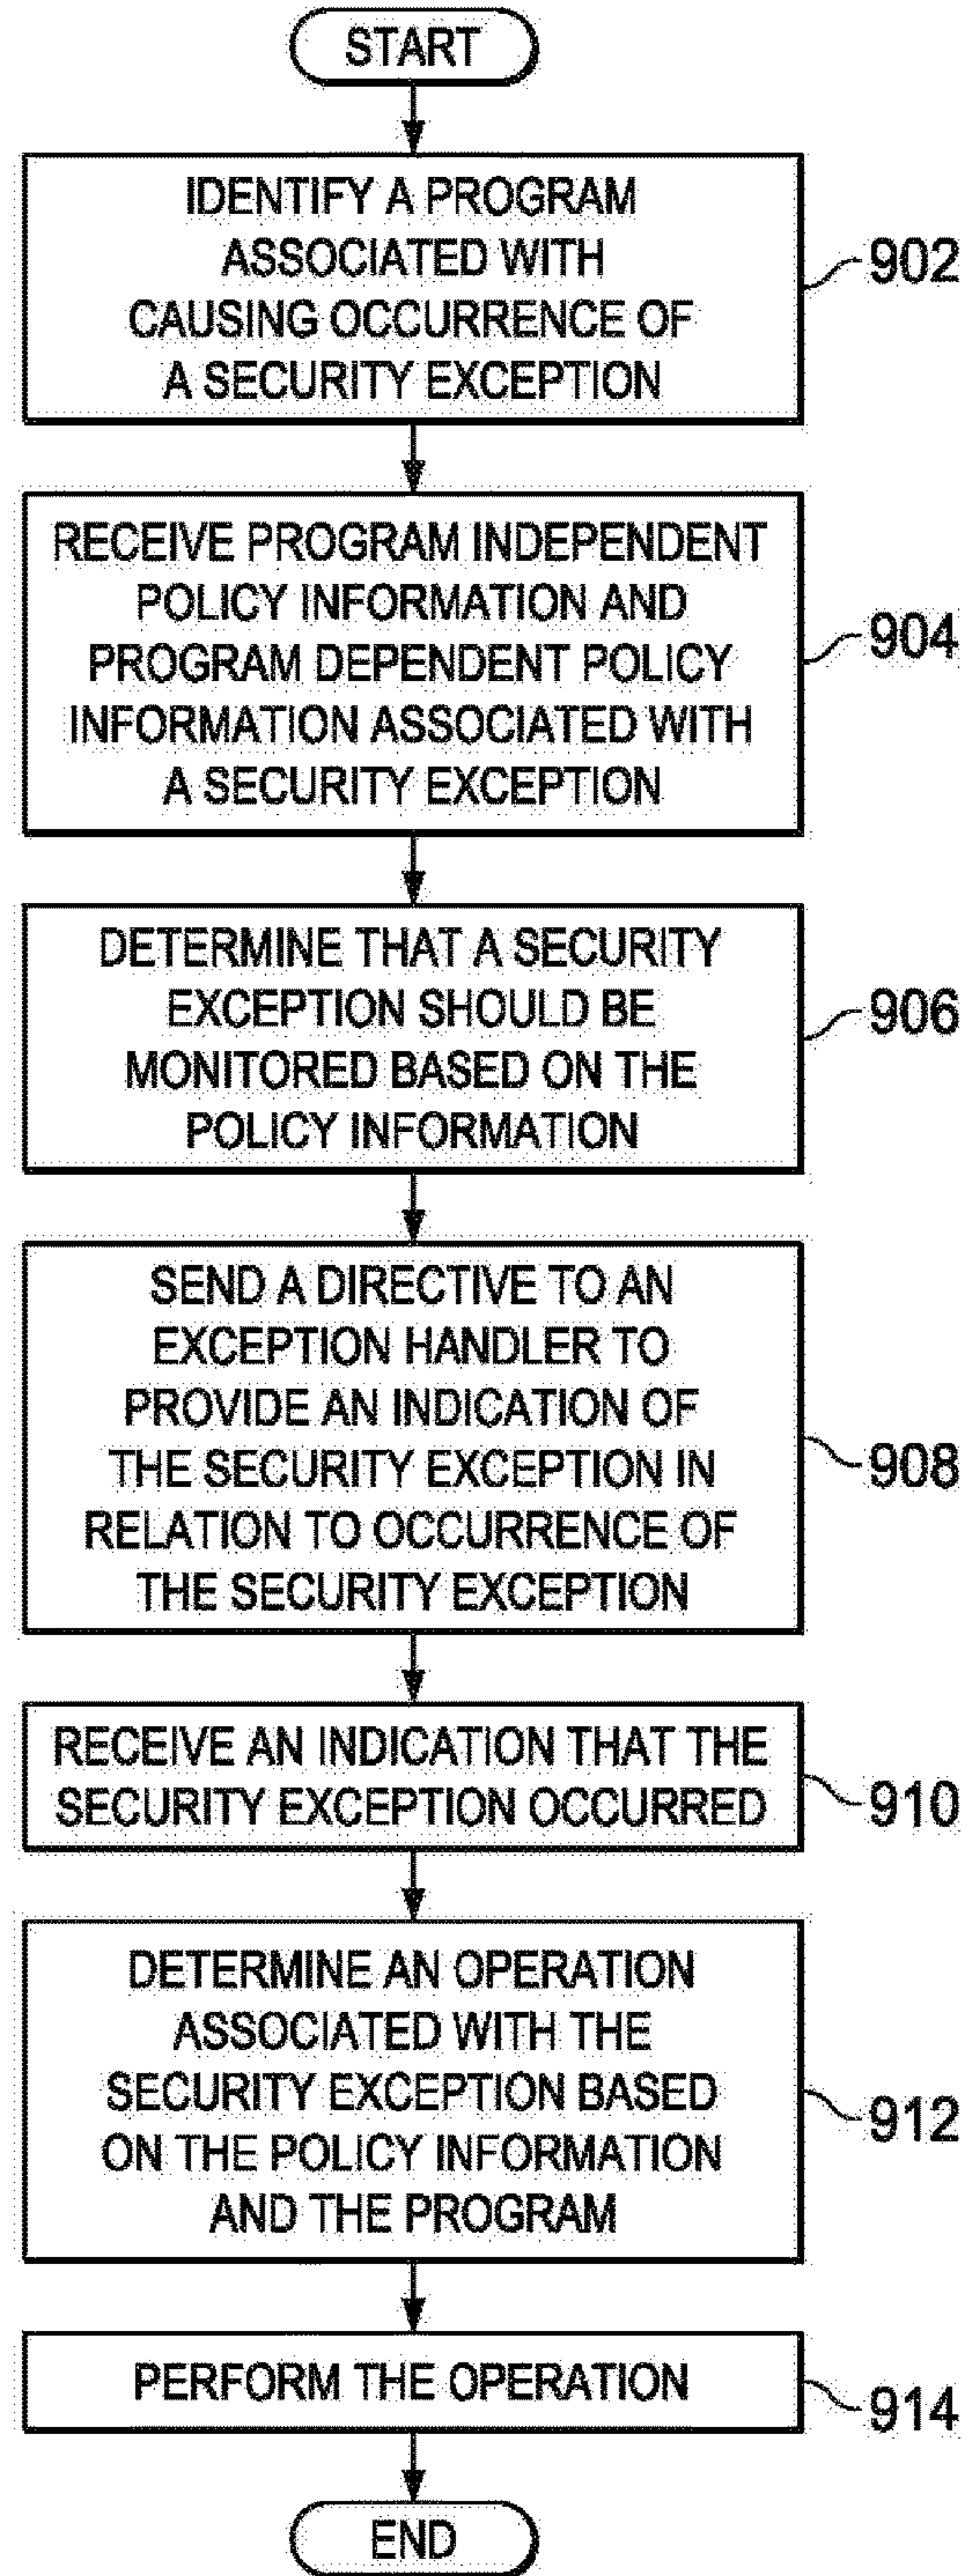 START
IDENTIFY A PROGRAM
ASSOCIATED WITH
CAUSING OCCURRENCE OF
A SECURITY EXCEPTION
902
RECEIVE PROGRAM INDEPENDENT
POLICY INFORMATION AND
PROGRAM DEPENDENT POLICY
INFORMATION ASSOCIATED WITH
A SECURITY EXCEPTION
904
DETERMINE THAT A SECURITY
EXCEPTION SHOULD BE
MONITORED BASED ON THE
POLICY INFORMATION
906
SEND A DIRECTIVE TO AN
EXCEPTION HANDLER TO
PROVIDE AN INDICATION OF
THE SECURITY EXCEPTION IN
RELATION TO OCCURRENCE OF
THE SECURITY EXCEPTION
908
RECEIVE AN INDICATION THAT THE
SECURITY EXCEPTION OCCURRED
910
DETERMINE AN OPERATION
ASSOCIATED WITH THE
SECURITY EXCEPTION BASED
ON THE POLICY INFORMATION
AND THE PROGRAM
912
PERFORM THE OPERATION
914
END